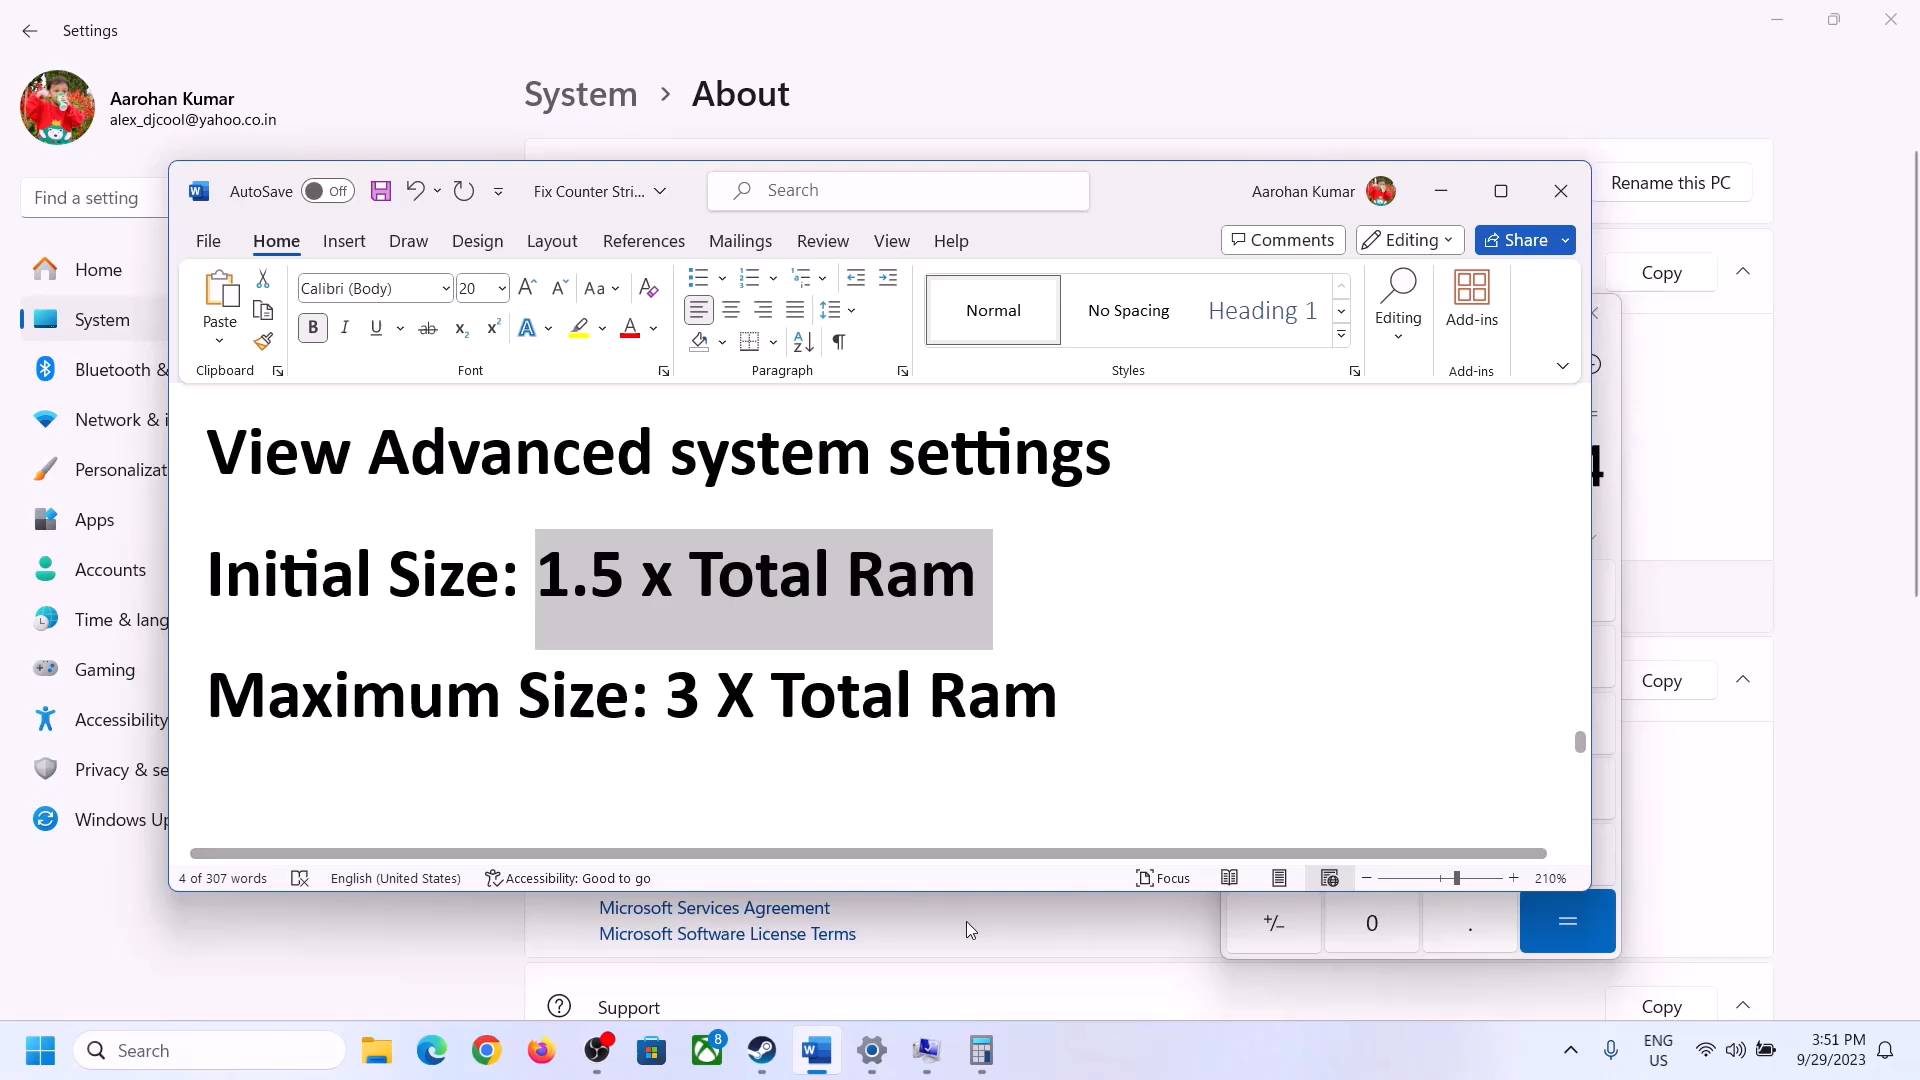 Settings
Aarohan Kumar
alex_djcool@yahoo.co.in
System > About
Find a setting
Rename this PC
Home
System
Bluetooth &
Network & i
Personalizat
Apps
Accounts
Time & lang
Gaming
Accessibility
Privacy & se
Windows Up
Copy
Copy
AutoSave Off
Fix Counter Stri...
Search
Aarohan Kumar
File Home Insert Draw Design Layout References Mailings Review View Help
Comments Editing Share
Paste
Calibri (Body) 20
Normal No Spacing Heading 1
Editing
Add-ins
Clipboard Font Paragraph Styles Add-ins
View Advanced system settings
Initial Size: 1.5 x Total Ram
Maximum Size: 3 X Total Ram
4 of 307 words English (United States) Accessibility: Good to go Focus 210%
Microsoft Services Agreement
Microsoft Software License Terms
+/- 0 . =
Support
Copy
Search
8
ENG
US
3:51 PM
9/29/2023